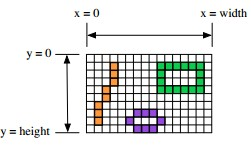 x = 0
x = width
y = 0
y = height